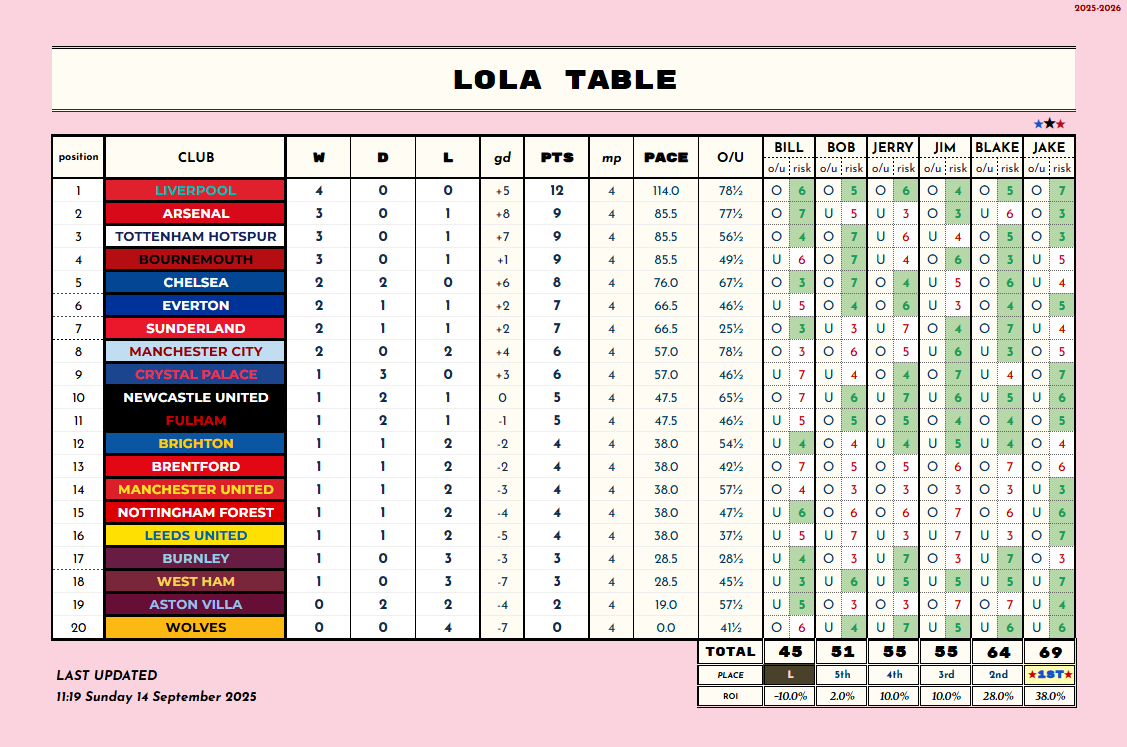 2025-2026
LOLA TABLE
★★★
position CLUB W D L gd PTS mp PACE O/U BILL BOB JERRY JIM BLAKE JAKE
o/u risk o/u risk o/u risk o/u risk o/u risk o/u risk
1 LIVERPOOL 4 0 0 +5 12 4 114.0 78½ O 6 O 5 O 6 O 4 O 5 O 7
2 ARSENAL 3 0 1 +8 9 4 85.5 77½ O 7 U 5 U 3 O 3 U 6 O 3
3 TOTTENHAM HOTSPUR 3 0 1 +7 9 4 85.5 56½ O 4 O 7 U 6 U 4 O 5 O 3
4 BOURNEMOUTH 3 0 1 +1 9 4 85.5 49½ U 6 O 7 U 4 O 6 O 3 U 5
5 CHELSEA 2 2 0 +6 8 4 76.0 67½ O 3 O 7 O 4 U 5 O 6 U 4
6 EVERTON 2 1 1 +2 7 4 66.5 46½ U 5 O 4 O 6 U 3 O 4 O 5
7 SUNDERLAND 2 1 1 +2 7 4 66.5 25½ O 3 U 3 U 7 O 4 O 7 U 4
8 MANCHESTER CITY 2 0 2 +4 6 4 57.0 78½ O 3 O 6 O 5 U 6 U 3 O 5
9 CRYSTAL PALACE 1 3 0 +3 6 4 57.0 46½ U 7 U 4 O 4 O 7 U 4 O 7
10 NEWCASTLE UNITED 1 2 1 0 5 4 47.5 65½ O 7 U 6 U 7 U 6 U 5 U 6
11 FULHAM 1 2 1 -1 5 4 47.5 46½ U 5 O 5 O 4 O 5 O 6 O 5
12 BRIGHTON 1 1 2 -2 4 4 38.0 54½ U 4 O 4 U 4 U 5 U 4 O 4
13 BRENTFORD 1 1 2 -2 4 4 38.0 42½ O 7 O 5 O 5 O 6 O 7 O 6
14 MANCHESTER UNITED 1 1 2 -3 4 4 38.0 57½ O 4 O 3 O 3 O 3 O 3 U 3
15 NOTTINGHAM FOREST 1 1 2 -4 4 4 38.0 47½ U 6 O 6 O 6 O 7 O 6 U 6
16 LEEDS UNITED 1 1 2 -5 4 4 38.0 37½ U 5 U 7 U 3 U 7 U 3 O 7
17 BURNLEY 1 0 3 -3 3 4 28.5 28½ U 4 O 3 U 7 O 3 U 7 O 3
18 WEST HAM 1 0 3 -7 3 4 28.5 45½ U 3 U 6 U 5 U 5 U 5 U 7
19 ASTON VILLA 0 2 2 -4 2 4 19.0 57½ U 5 O 3 O 3 O 7 O 7 U 4
20 WOLVES 0 0 4 -7 0 4 0.0 41½ O 6 U 4 U 7 U 5 U 6 U 6
TOTAL 45 51 55 55 64 69
PLACE L 5th 4th 3rd 2nd ★1ST★
ROI -10.0% 2.0% 10.0% 10.0% 28.0% 38.0%
LAST UPDATED
11:19 Sunday 14 September 2025